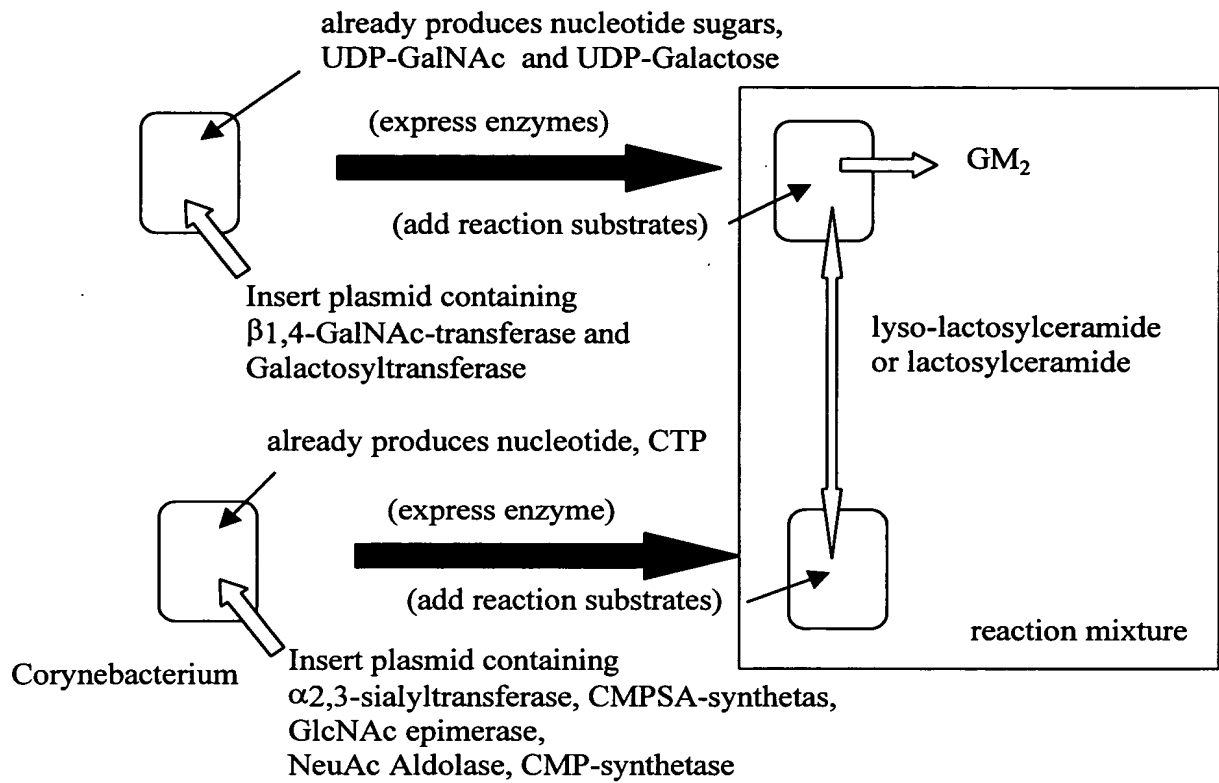 already produces nucleotide sugars,
UDP-GalNAc and UDP-Galactose
(express enzymes)
(add reaction substrates)
GM₂
Insert plasmid containing
β1,4-GalNAc-transferase and
Galactosyltransferase
lyso-lactosylceramide
or lactosylceramide
already produces nucleotide, CTP
(express enzyme)
(add reaction substrates)
reaction mixture
Corynebacterium
Insert plasmid containing
α2,3-sialyltransferase, CMPSA-synthetas,
GlcNAc epimerase,
NeuAc Aldolase, CMP-synthetase